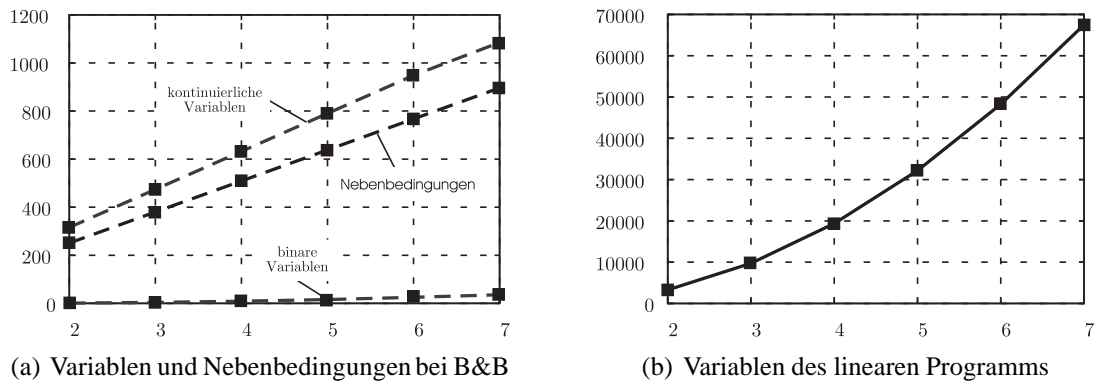 1200
1000
800
600
400
200
0
kontinuierliche
Variablen
Nebenbedingungen
binare
Variablen
2 3 4 5 6 7
(a) Variablen und Nebenbedingungen bei B&B
70000
60000
50000
40000
30000
20000
10000
0
2 3 4 5 6 7
(b) Variablen des linearen Programms